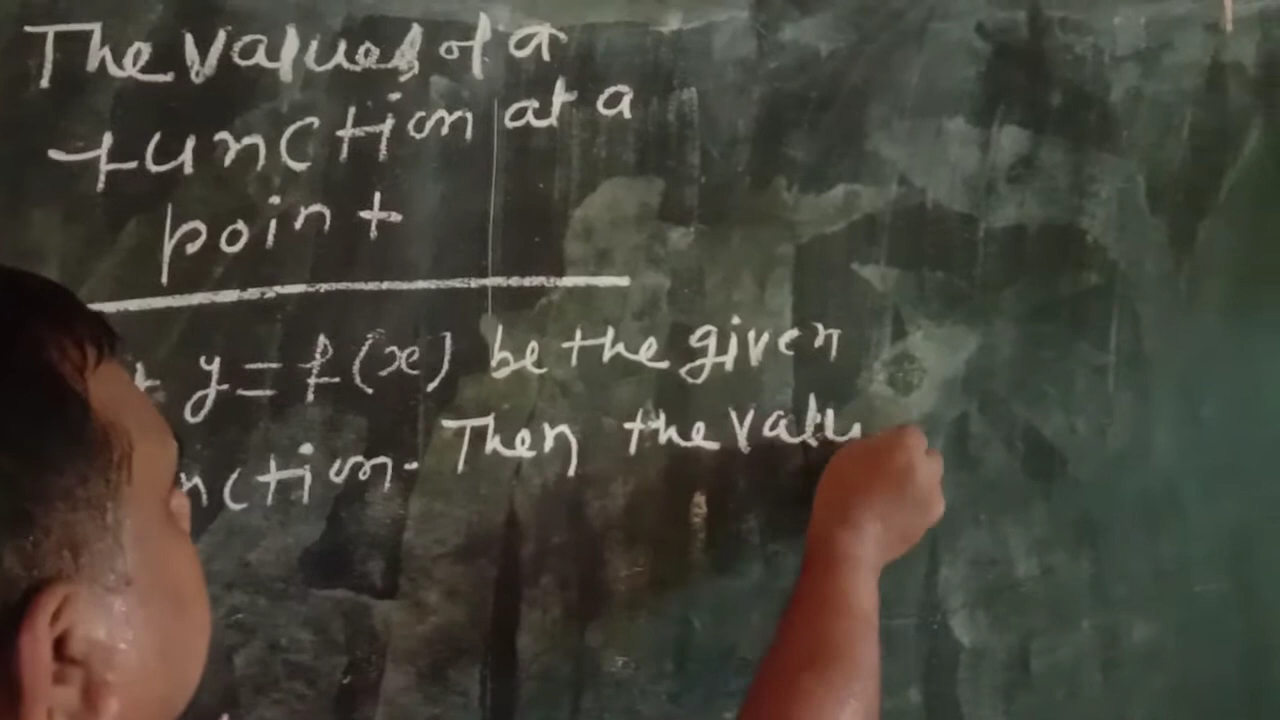 The Values of a
function at a
point
y = f(x) be the given
nction. Then the valu